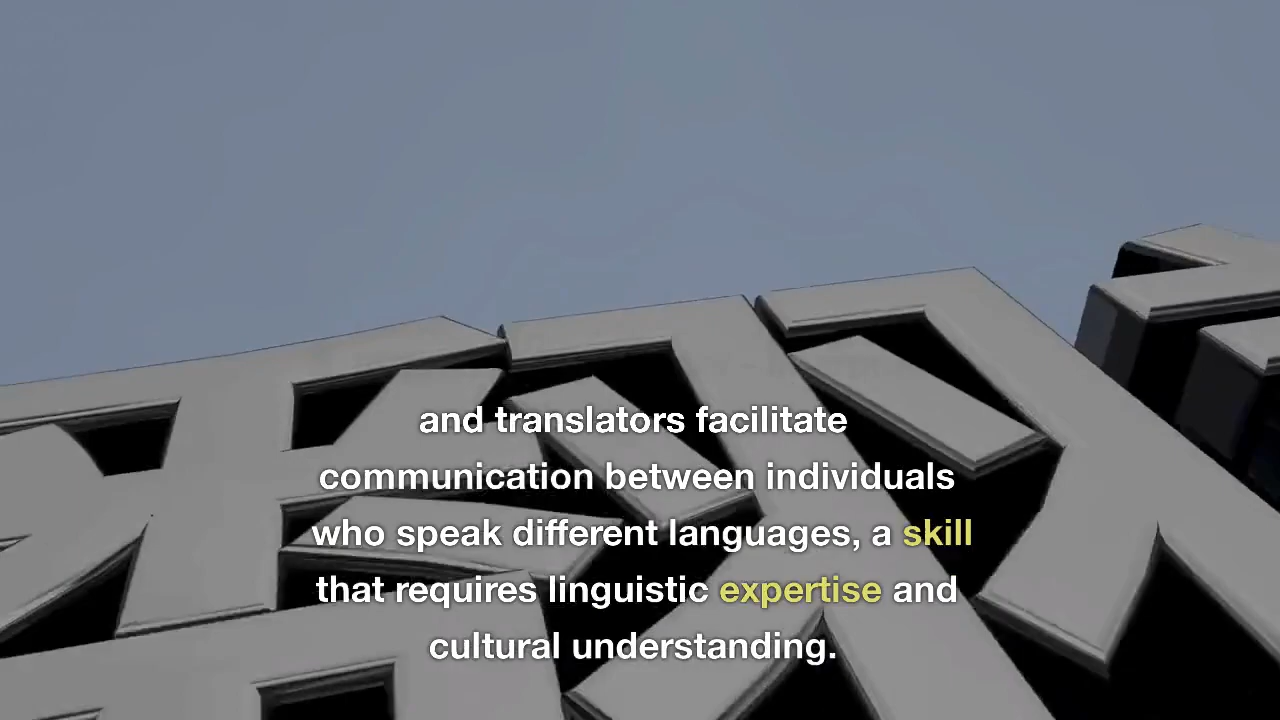 and translators facilitate
communication between individuals
who speak different languages, a skill
that requires linguistic expertise and
cultural understanding.